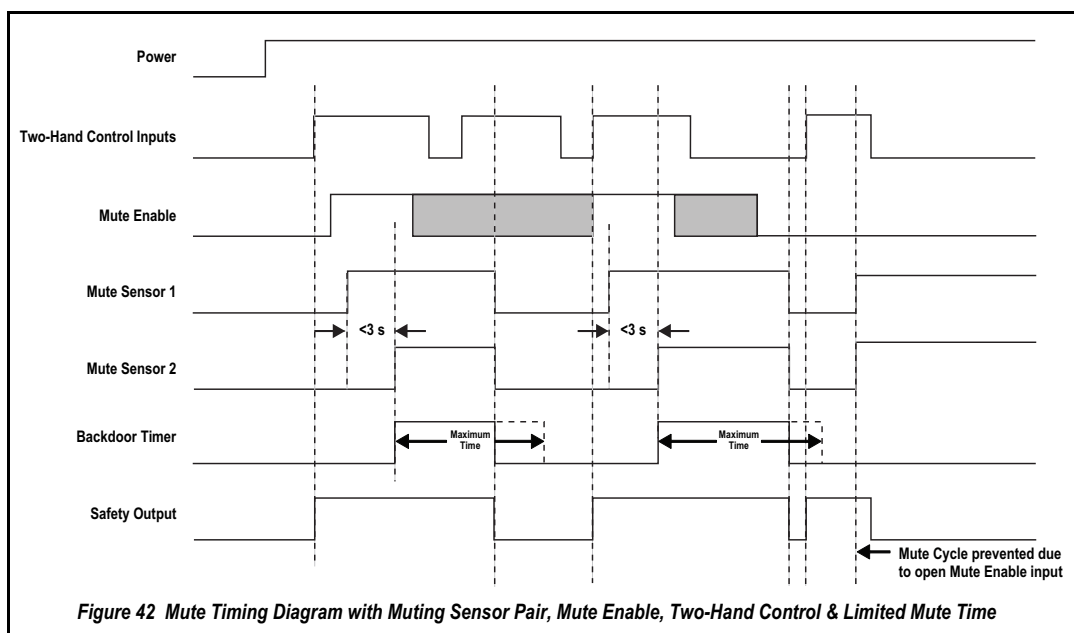 Power
Two-Hand Control Inputs
Mute Enable
Mute Sensor 1
<3 s
<3 s
Mute Sensor 2
Backdoor Timer
Maximum
Time
Maximum
Time
Safety Output
Mute Cycle prevented due
to open Mute Enable input
Figure 42 Mute Timing Diagram with Muting Sensor Pair, Mute Enable, Two-Hand Control & Limited Mute Time